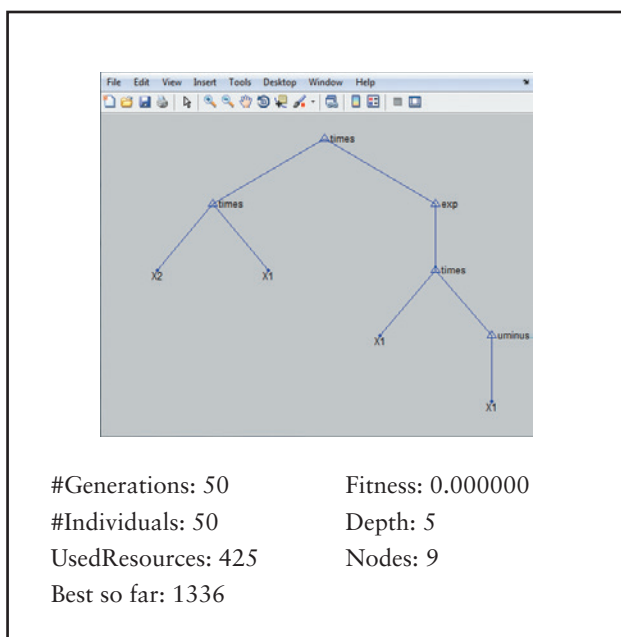 File Edit View Insert Tools Desktop Window Help
times
times
exp
X2
X1
times
X1
uminus
X1
#Generations: 50
Fitness: 0.000000
#Individuals: 50
Depth: 5
UsedResources: 425
Nodes: 9
Best so far: 1336